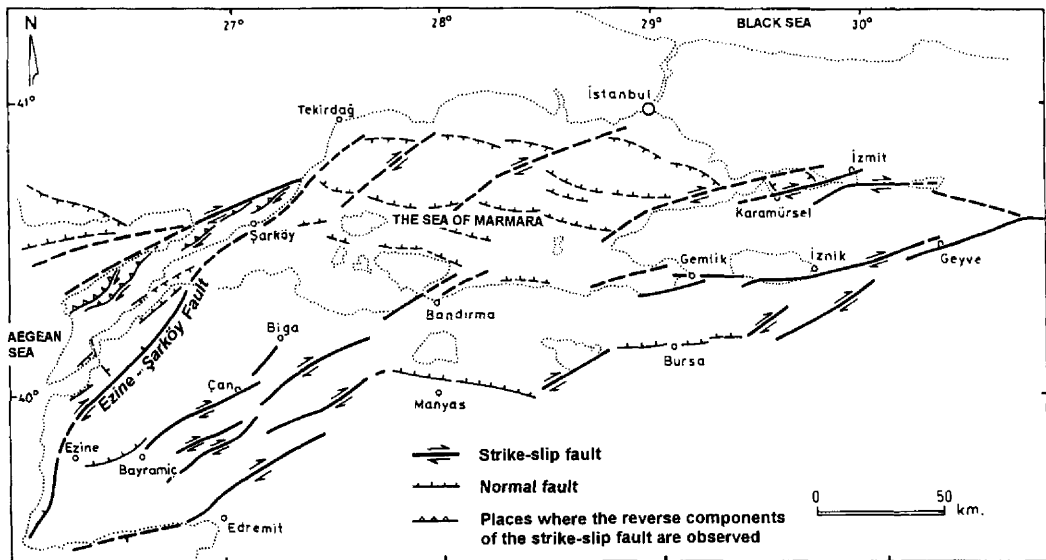 27°
28°
29°
BLACK SEA
30°
N
41°
İstanbul
Tekirdağ
İzmit
Karamürsel
THE SEA OF MARMARA
Şarköy
Gemlik
İznik
Geyve
Bandırma
AEGEAN
SEA
Biga
Ezine - Şarköy Fault
Bursa
40°
Çan
Manyas
Ezine
Bayramiç
Edremit
Strike-slip fault
Normal fault
Places where the reverse components
of the strike-slip fault are observed
0 50
km.